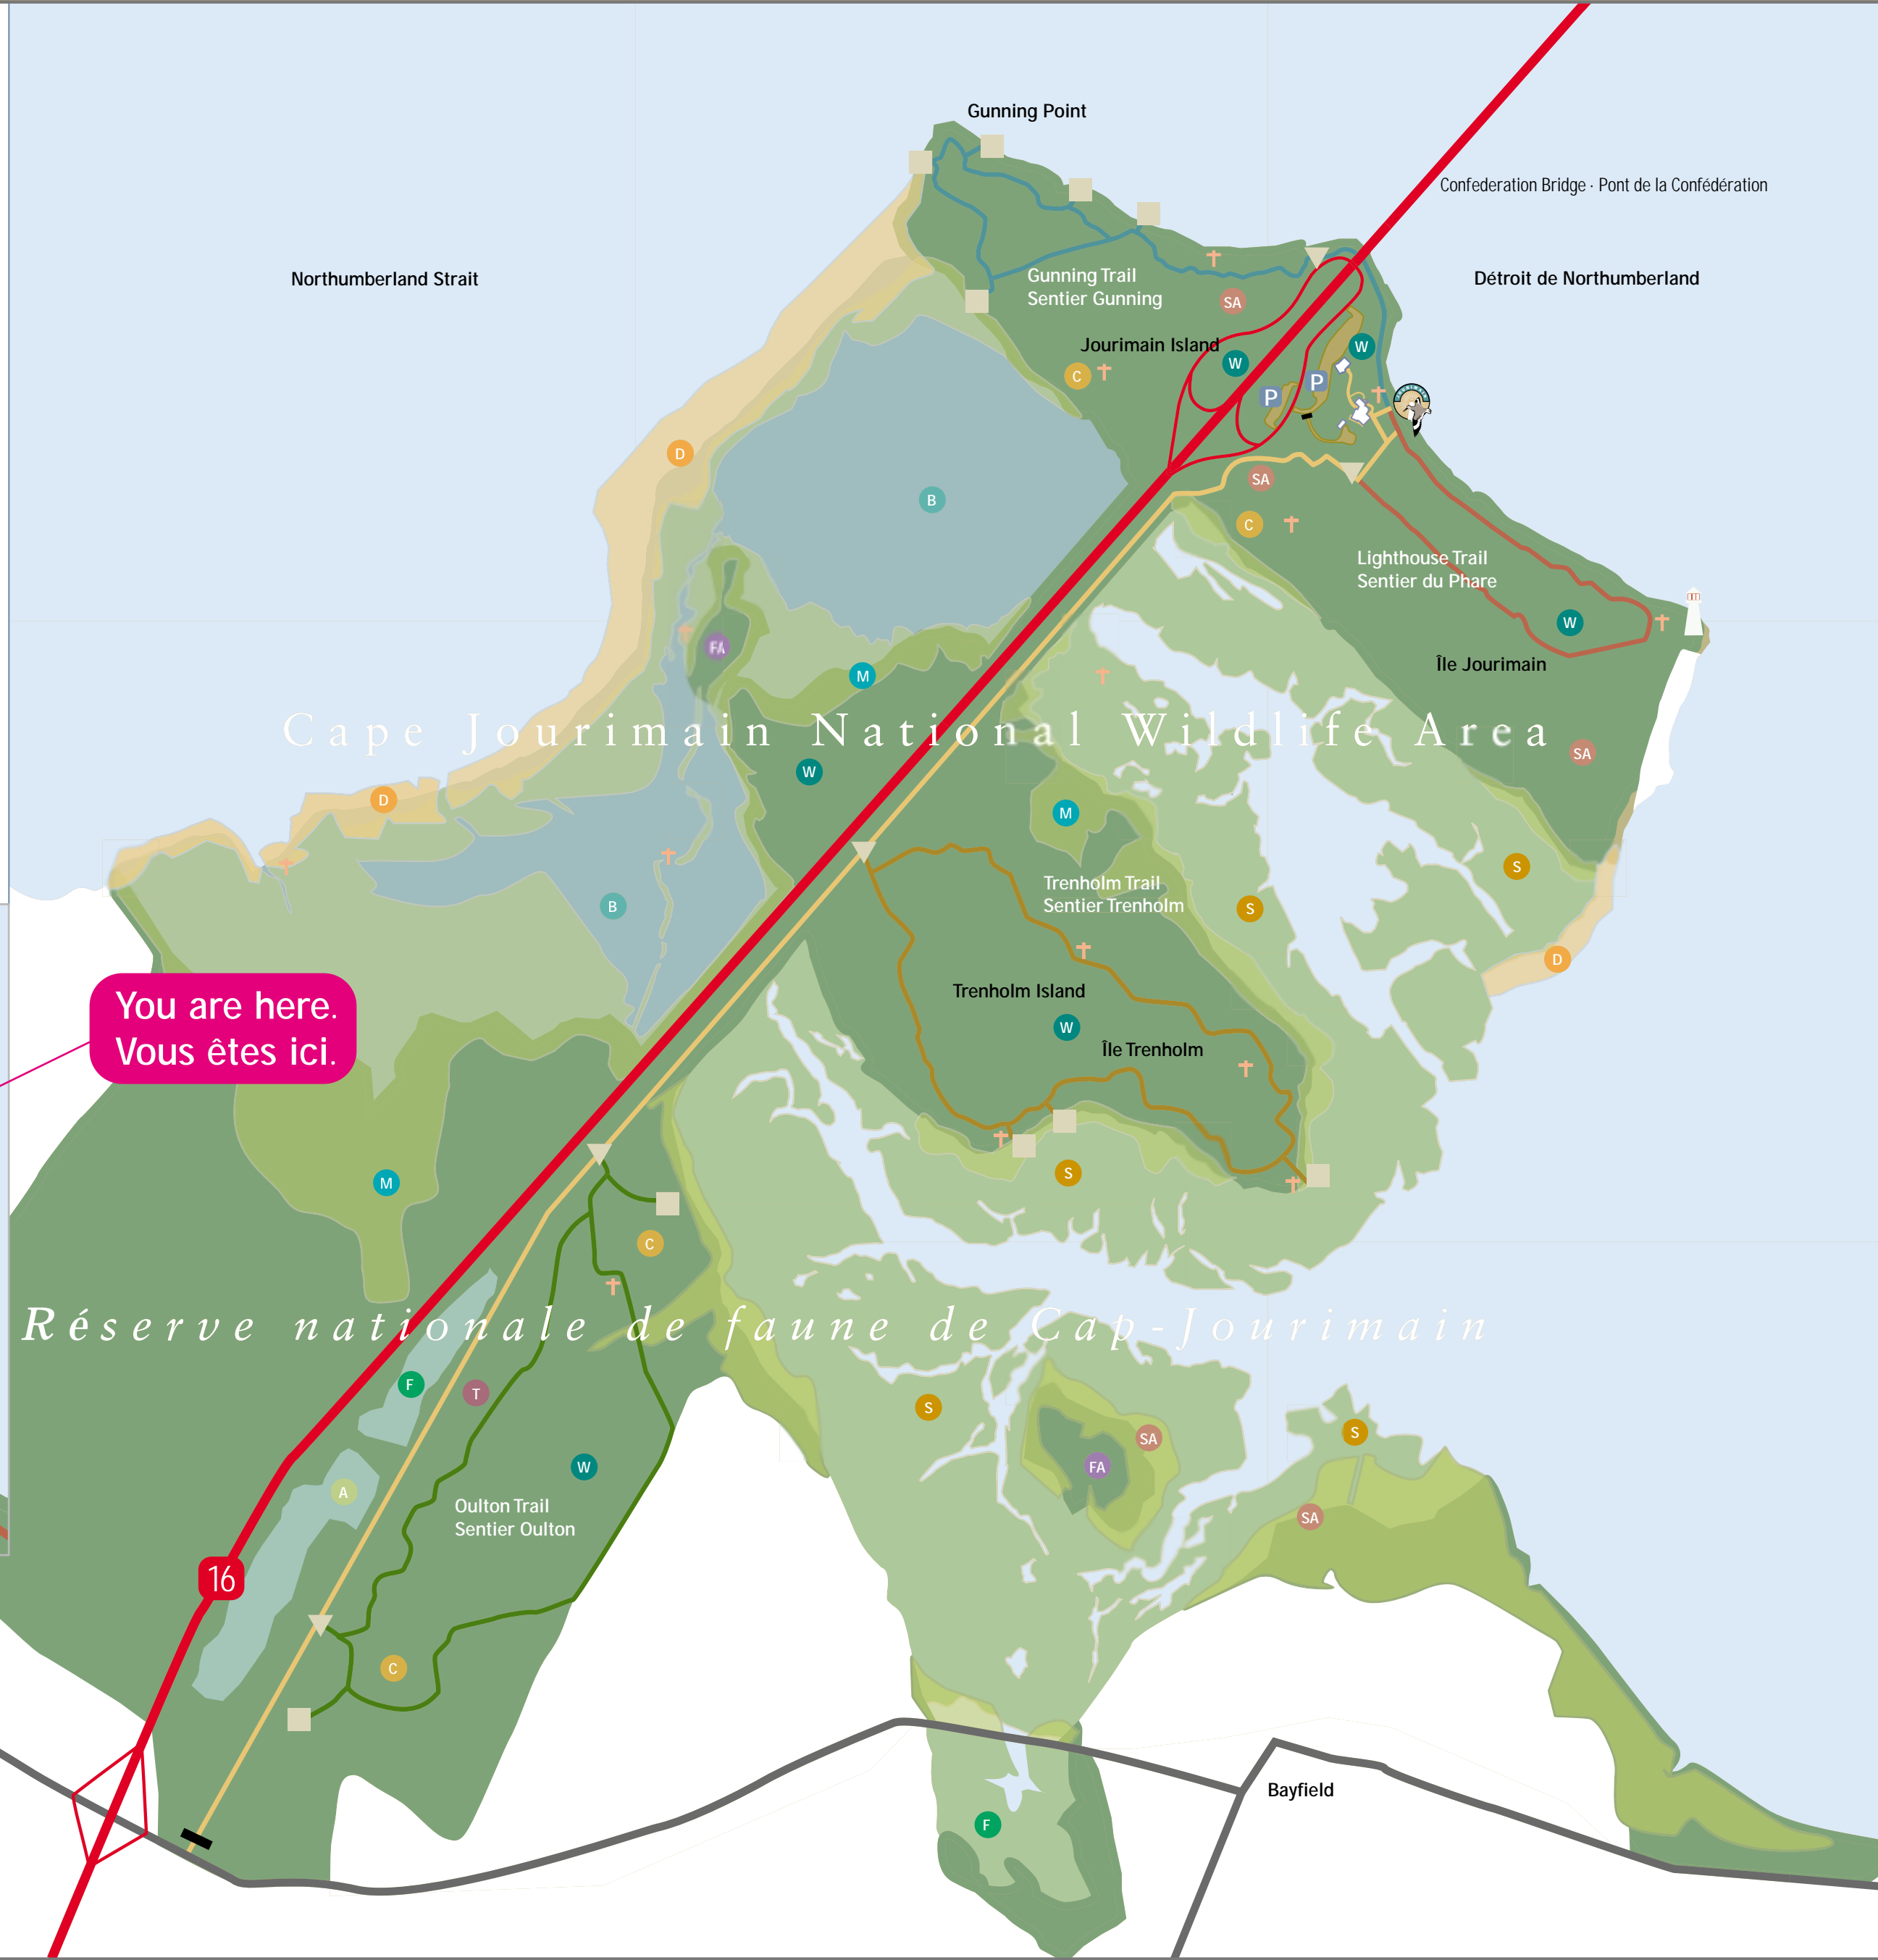 Gunning Point
Confederation Bridge · Pont de la Confédération
Northumberland Strait
Détroit de Northumberland
Gunning Trail
Sentier Gunning
SA
Jourimain Island
W
W
C
P
P
D
B
SA
C
Lighthouse Trail
Sentier du Phare
W
FA
M
Île Jourimain
Cape Jourimain National Wildlife Area
SA
W
D
M
S
Trenholm Trail
Sentier Trenholm
B
S
D
Trenholm Island
You are here.
Vous êtes ici.
W
Île Trenholm
M
S
C
Réserve nationale de faune de Cap-Jourimain
F
T
S
S
SA
FA
W
A
Oulton Trail
Sentier Oulton
SA
16
C
Bayfield
F